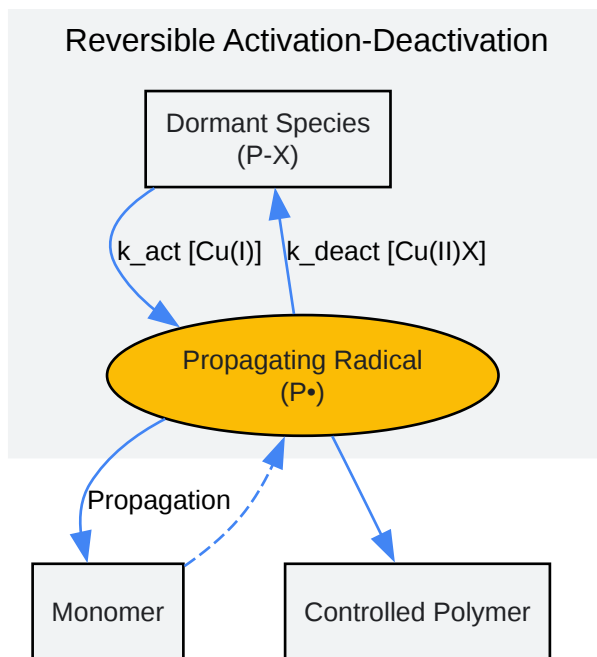 Reversible Activation-Deactivation
Dormant Species
(P-X)
k_act [Cu(I)]
k_deact [Cu(II)X]
Propagating Radical
(P•)
Propagation
Monomer
Controlled Polymer